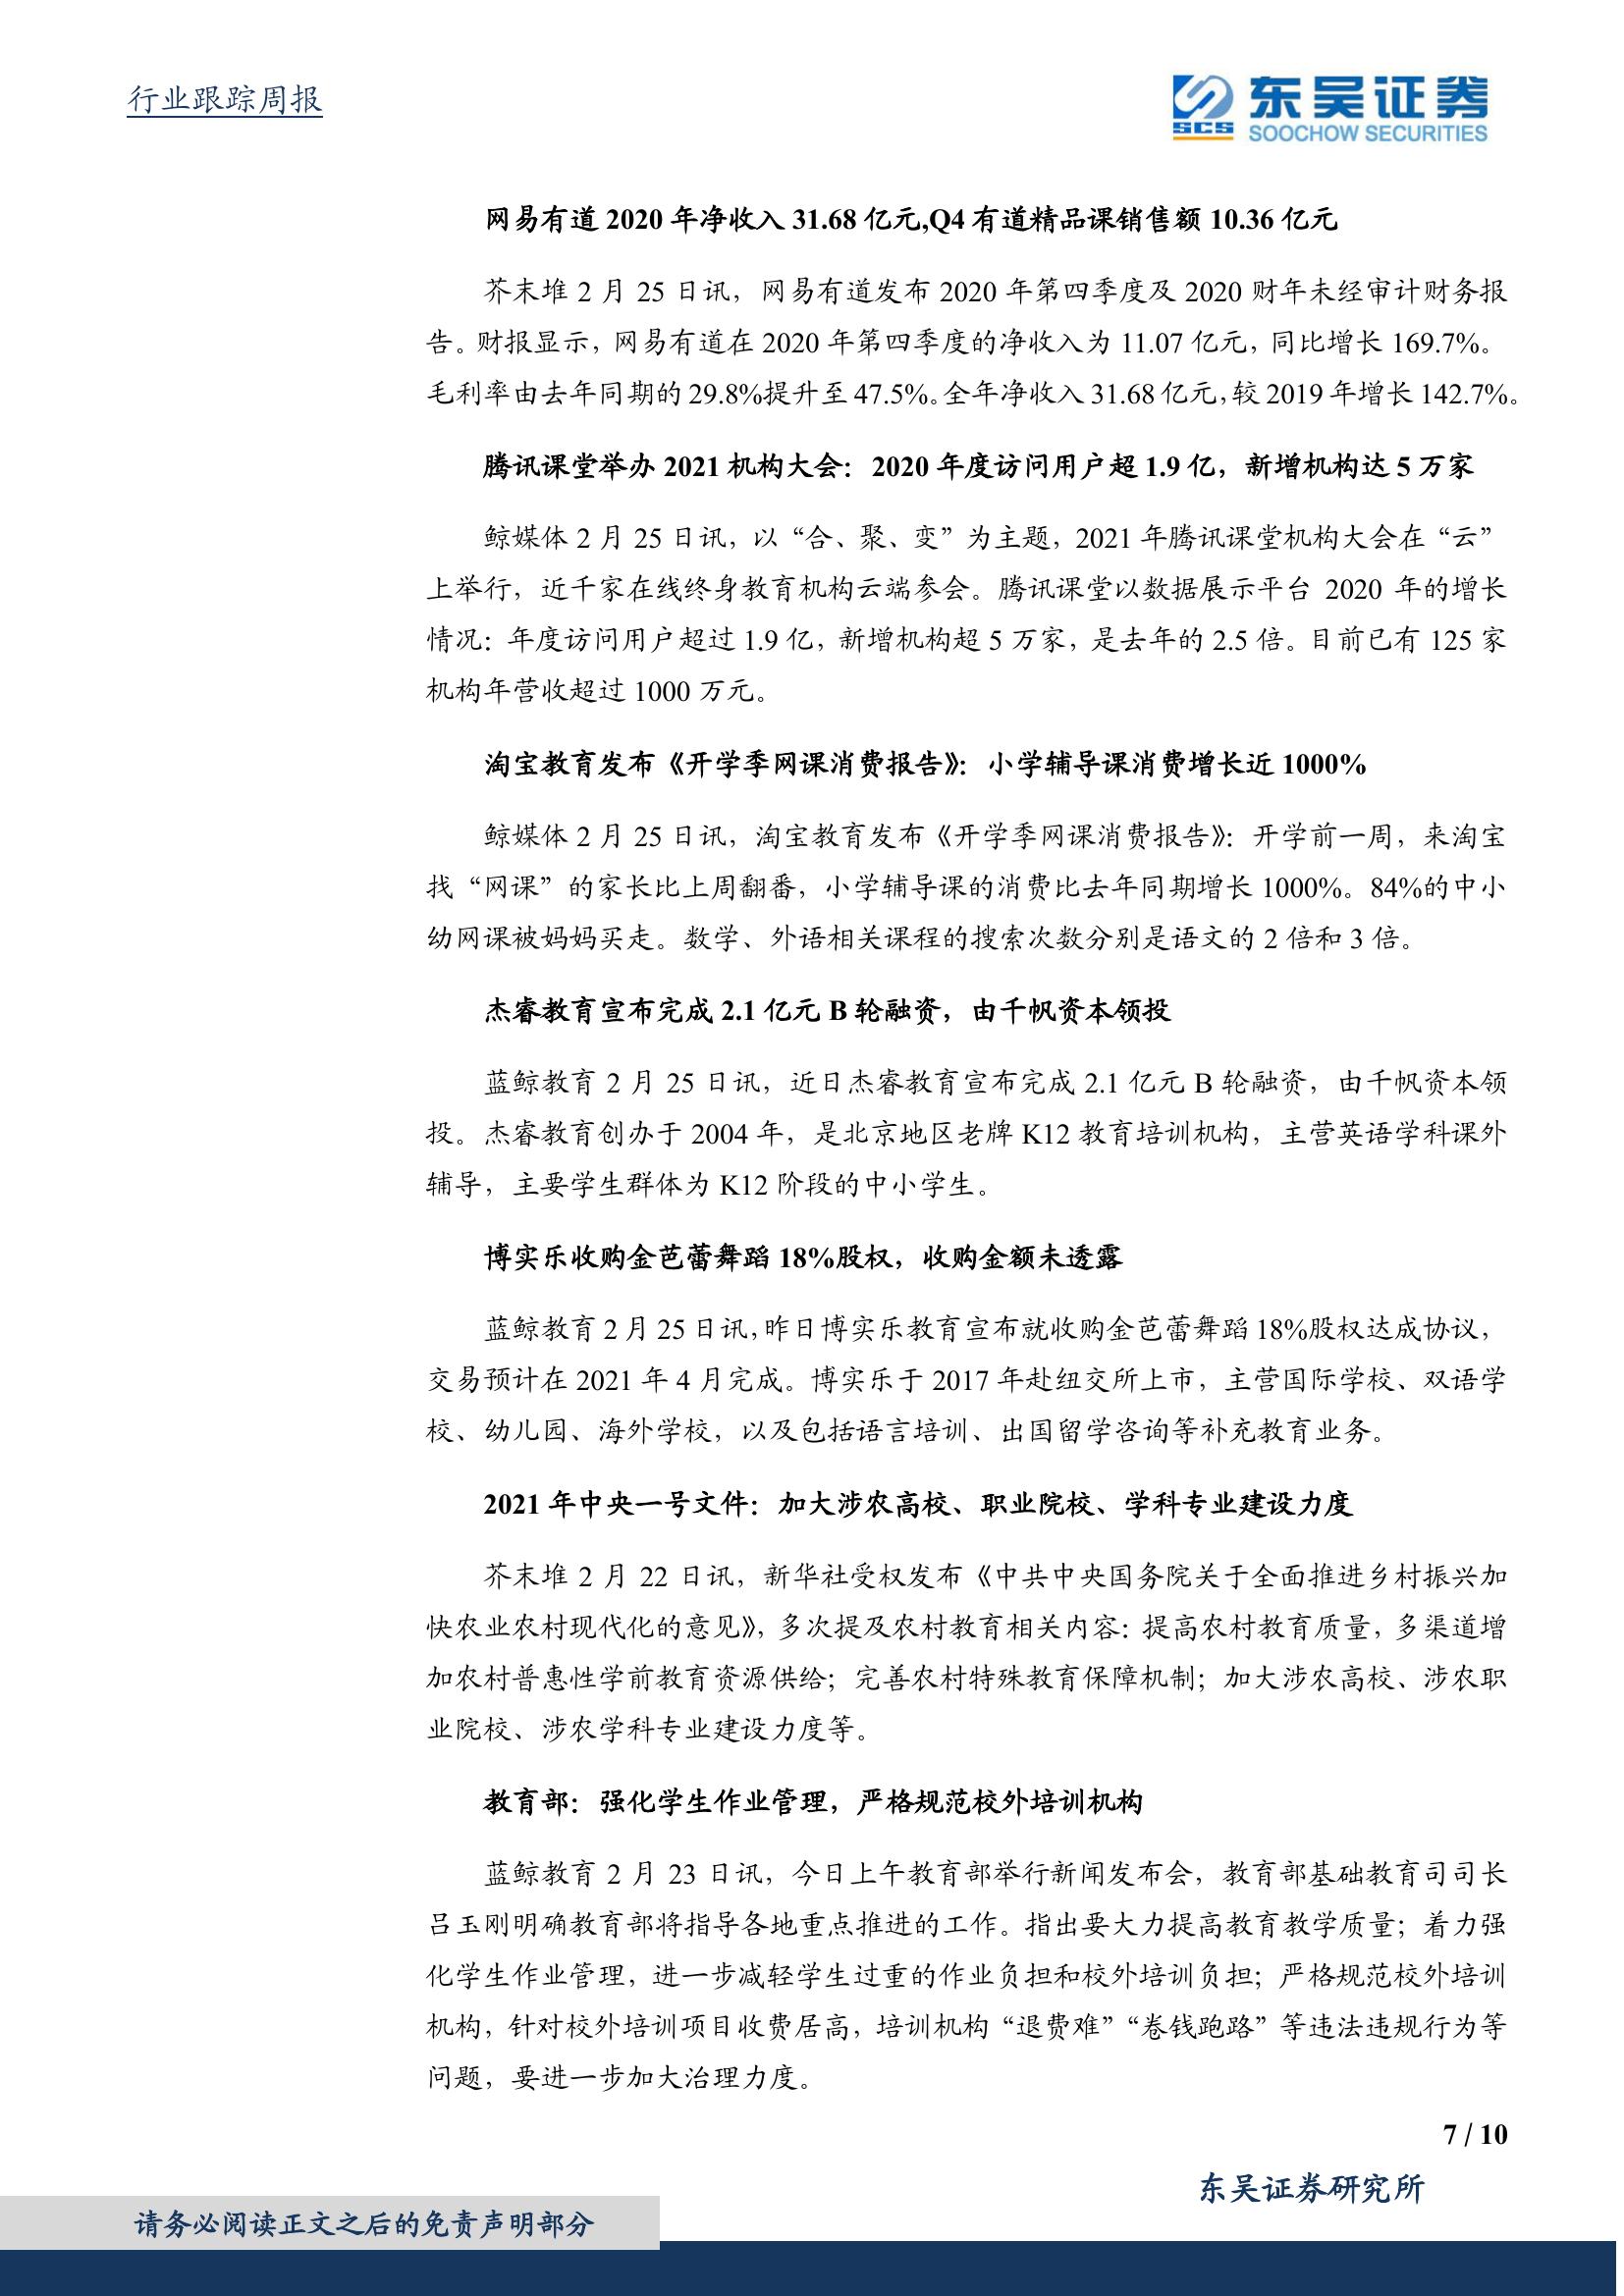 行业跟踪周报
东吴证券
SCS
SOOCHOW SECURITIES
网易有道 2020 年净收入 31.68 亿元,Q4 有道精品课销售额 10.36 亿元
芥末堆 2 月 25 日讯，网易有道发布 2020 年第四季度及 2020 财年未经审计财务报
告。财报显示，网易有道在 2020 年第四季度的净收入为 11.07 亿元，同比增长 169.7%。
毛利率由去年同期的 29.8%提升至 47.5%。全年净收入 31.68 亿元，较 2019 年增长 142.7%。
腾讯课堂举办 2021 机构大会：2020 年度访问用户超 1.9 亿，新增机构达 5 万家
鲸媒体 2 月 25 日讯，以“合、聚、变”为主题，2021 年腾讯课堂机构大会在“云”
上举行，近千家在线终身教育机构云端参会。腾讯课堂以数据展示平台 2020 年的增长
情况：年度访问用户超过 1.9 亿，新增机构超 5 万家，是去年的 2.5 倍。目前已有 125 家
机构年营收超过 1000 万元。
淘宝教育发布《开学季网课消费报告》：小学辅导课消费增长近 1000%
鲸媒体 2 月 25 日讯，淘宝教育发布《开学季网课消费报告》：开学前一周，来淘宝
找“网课”的家长比上周翻番，小学辅导课的消费比去年同期增长 1000%。84%的中小
幼网课被妈妈买走。数学、外语相关课程的搜索次数分别是语文的 2 倍和 3 倍。
杰睿教育宣布完成 2.1 亿元 B 轮融资，由千帆资本领投
蓝鲸教育 2 月 25 日讯，近日杰睿教育宣布完成 2.1 亿元 B 轮融资，由千帆资本领
投。杰睿教育创办于 2004 年，是北京地区老牌 K12 教育培训机构，主营英语学科课外
辅导，主要学生群体为 K12 阶段的中小学生。
博实乐收购金芭蕾舞蹈 18%股权，收购金额未透露
蓝鲸教育 2 月 25 日讯，昨日博实乐教育宣布就收购金芭蕾舞蹈 18%股权达成协议，
交易预计在 2021 年 4 月完成。博实乐于 2017 年赴纽交所上市，主营国际学校、双语学
校、幼儿园、海外学校，以及包括语言培训、出国留学咨询等补充教育业务。
2021 年中央一号文件：加大涉农高校、职业院校、学科专业建设力度
芥末堆 2 月 22 日讯，新华社受权发布《中共中央国务院关于全面推进乡村振兴加
快农业农村现代化的意见》，多次提及农村教育相关内容：提高农村教育质量，多渠道增
加农村普惠性学前教育资源供给；完善农村特殊教育保障机制；加大涉农高校、涉农职
业院校、涉农学科专业建设力度等。
教育部：强化学生作业管理，严格规范校外培训机构
蓝鲸教育 2 月 23 日讯，今日上午教育部举行新闻发布会，教育部基础教育司司长
吕玉刚明确教育部将指导各地重点推进的工作。指出要大力提高教育教学质量；着力强
化学生作业管理，进一步减轻学生过重的作业负担和校外培训负担；严格规范校外培训
机构，针对校外培训项目收费居高，培训机构“退费难”“卷钱跑路”等违法违规行为等
问题，要进一步加大治理力度。
7 / 10
东吴证券研究所
请务必阅读正文之后的免责声明部分